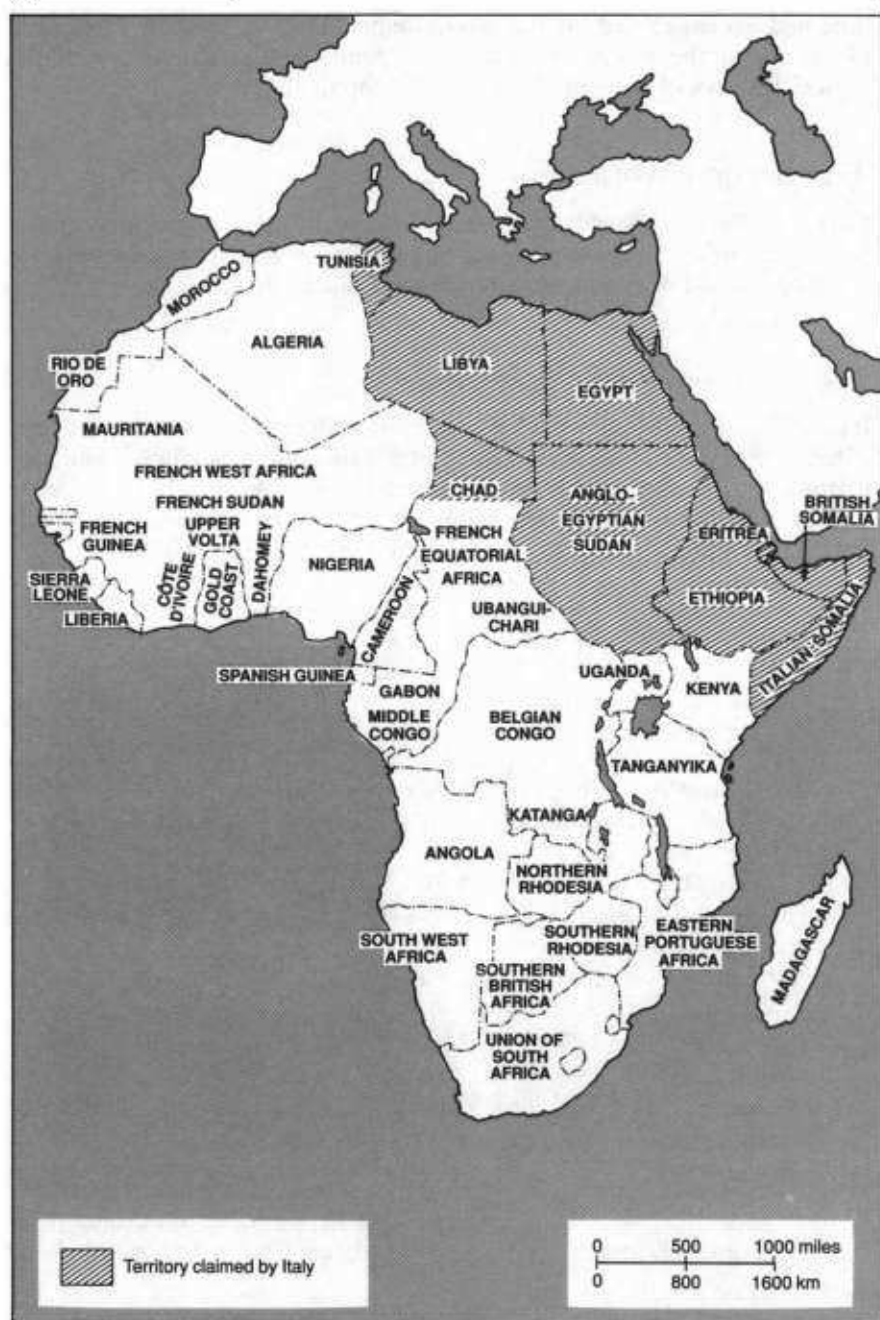 TUNISIA
MOROCCO
ALGERIA
LIBYA
EGYPT
RIO DE
ORO
MAURITANIA
FRENCH WEST AFRICA
FRENCH SUDAN
CHAD
ANGLO-
EGYPTIAN
SUDAN
BRITISH
SOMALIA
ERITREA
FRENCH
GUINEA
UPPER
VOLTA
DAHOMEY
NIGERIA
FRENCH
EQUATORIAL
AFRICA
SIERRA
LEONE
CÔTE
D'IVOIRE
GOLD
COAST
ETHIOPIA
LIBERIA
CAMEROON
UBANGUI-
CHARI
ITALIAN SOMALIA
SPANISH GUINEA
UGANDA
KENYA
GABON
MIDDLE
CONGO
BELGIAN
CONGO
TANGANYIKA
KATANGA
ANGOLA
NORTHERN
RHODESIA
SOUTH WEST
AFRICA
SOUTHERN
RHODESIA
EASTERN
PORTUGUESE
AFRICA
MADAGASCAR
SOUTHERN
BRITISH
AFRICA
UNION OF
SOUTH
AFRICA
Territory claimed by Italy
0 500 1000 miles
0 800 1600 km